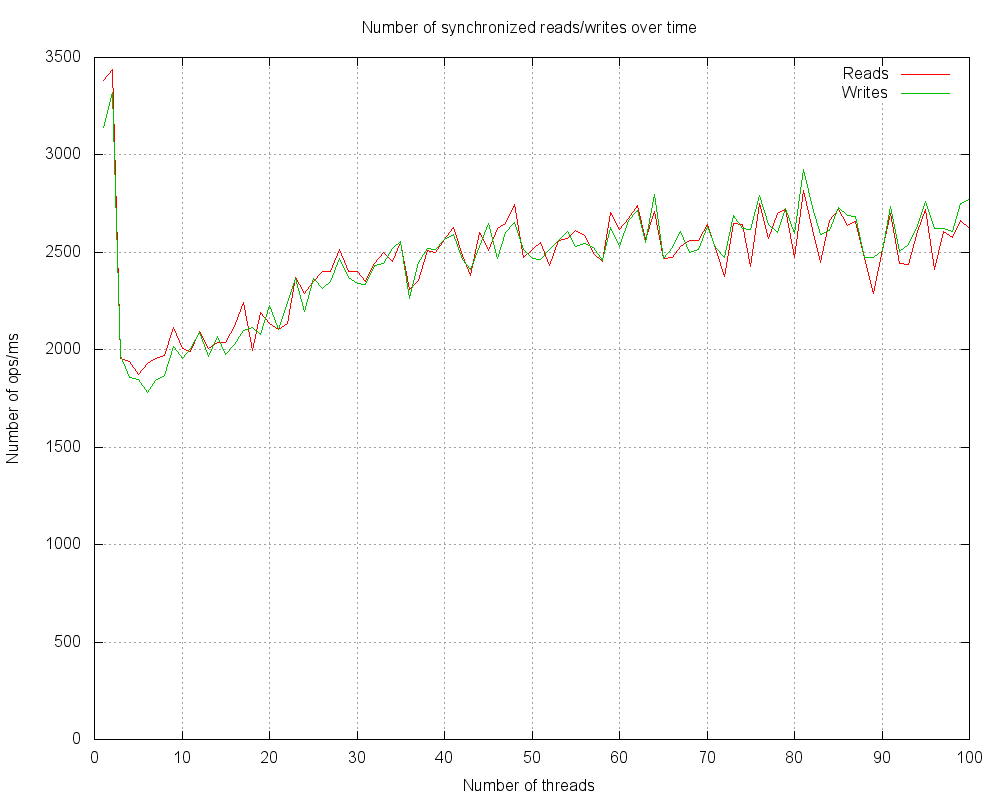 Number of synchronized reads/writes over time
Reads
Writes
3500
3000
2500
2000
1500
1000
500
0
Number of ops/ms
0 10 20 30 40 50 60 70 80 90 100
Number of threads